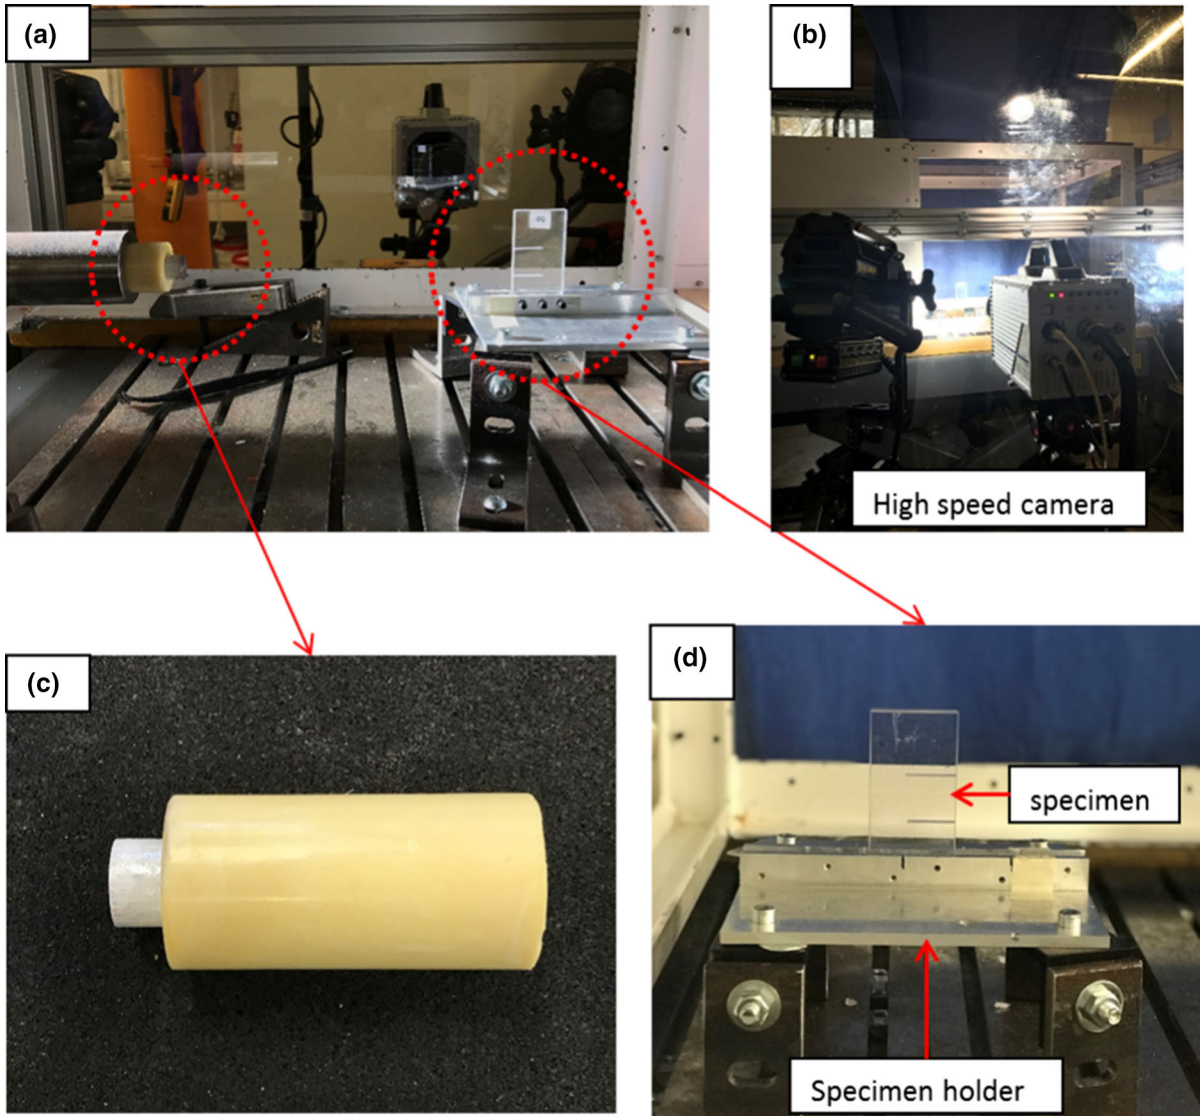 (a)
(b)
High speed camera
(c)
(d)
specimen
Specimen holder